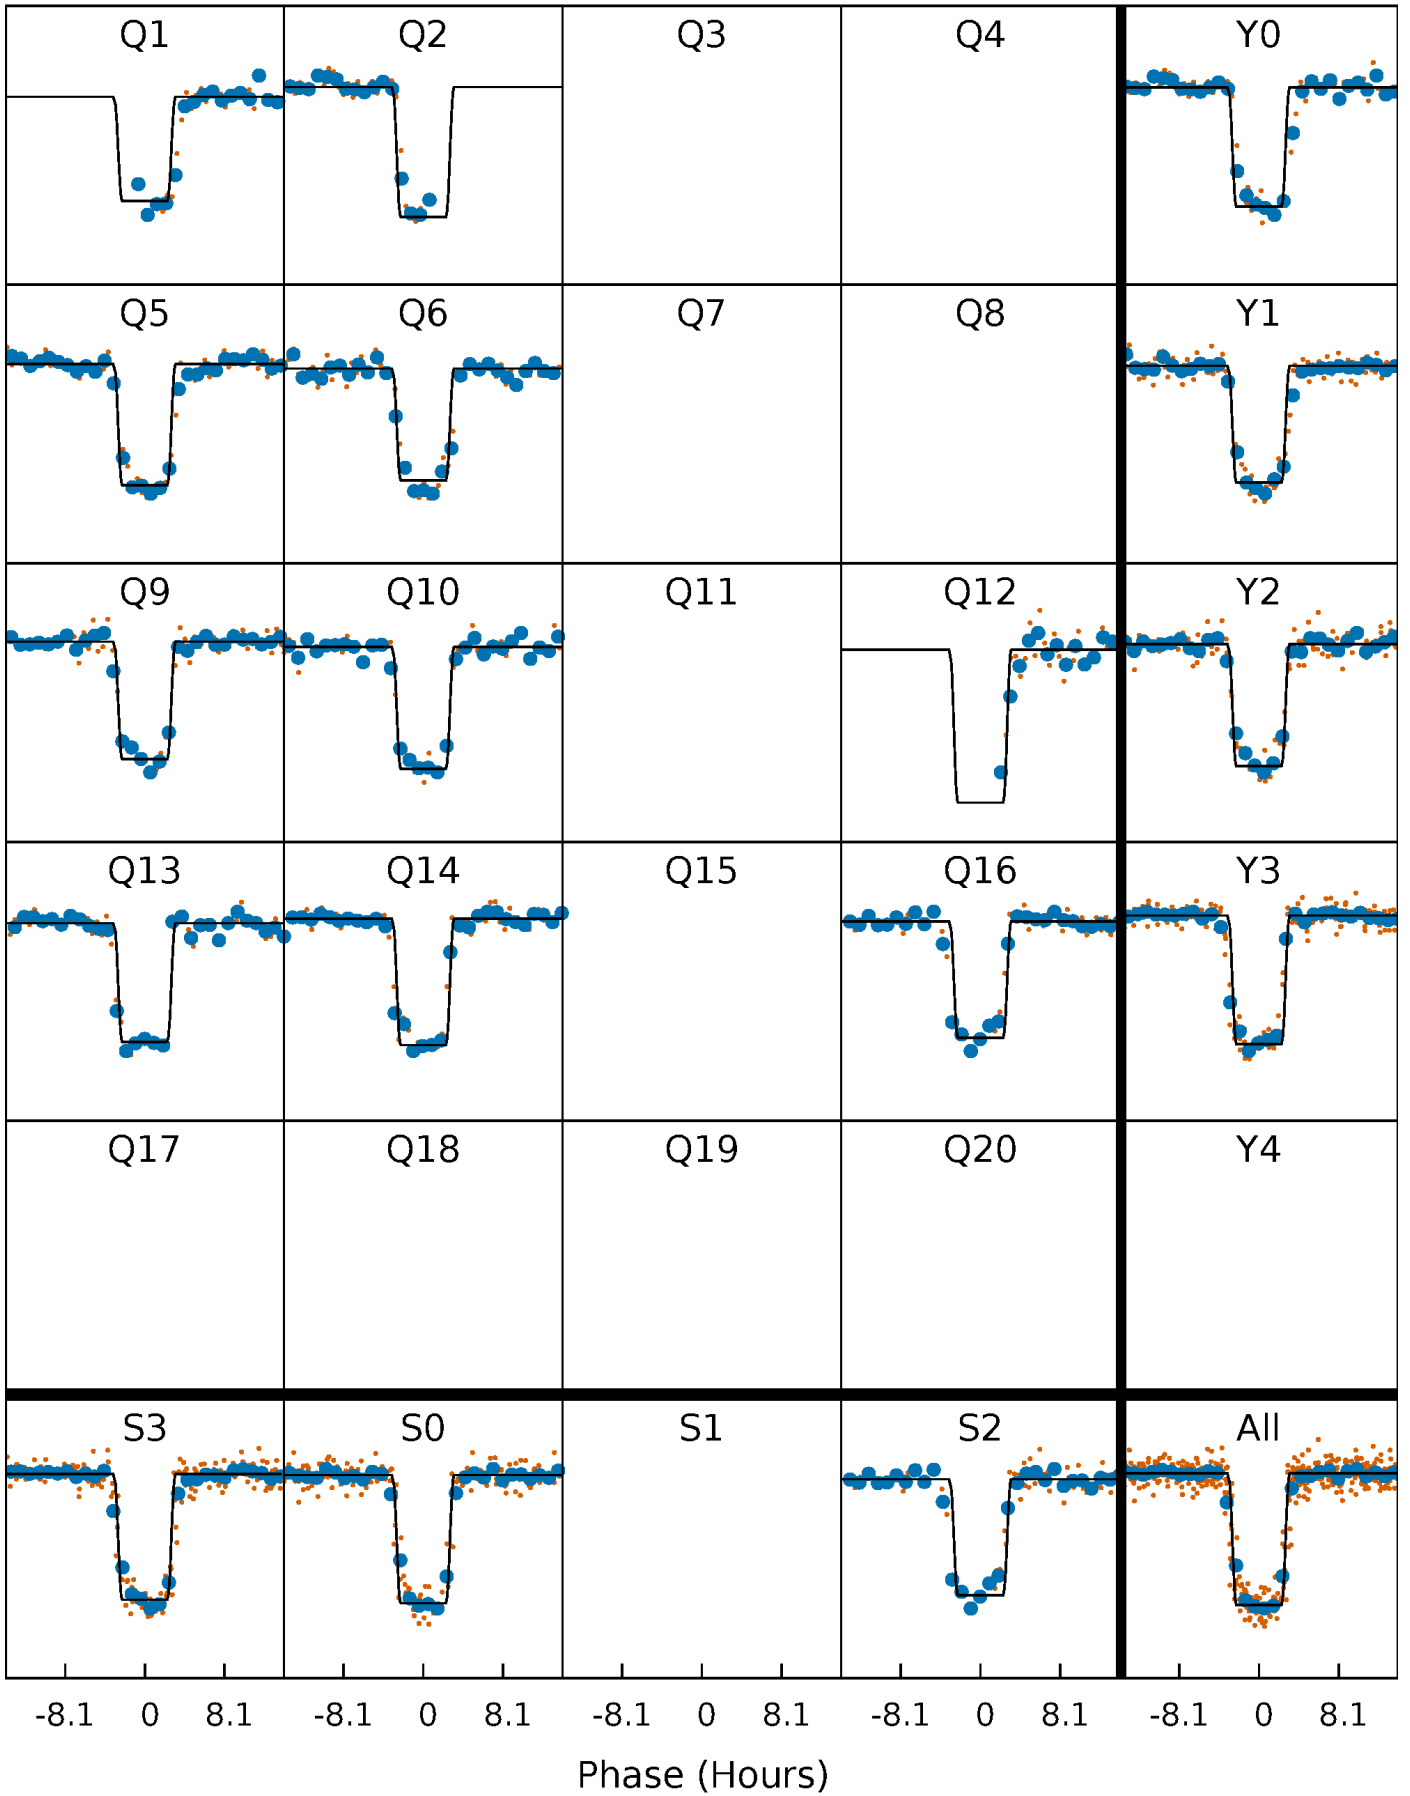 Q1 Q2 Q3 Q4 Y0
Q5 Q6 Q7 Q8 Y1
Q9 Q10 Q11 Q12 Y2
Q13 Q14 Q15 Q16 Y3
Q17 Q18 Q19 Q20 Y4
S3 S0 S1 S2 All
-8.1 0 8.1 -8.1 0 8.1 -8.1 0 8.1 -8.1 0 8.1 -8.1 0 8.1
Phase (Hours)